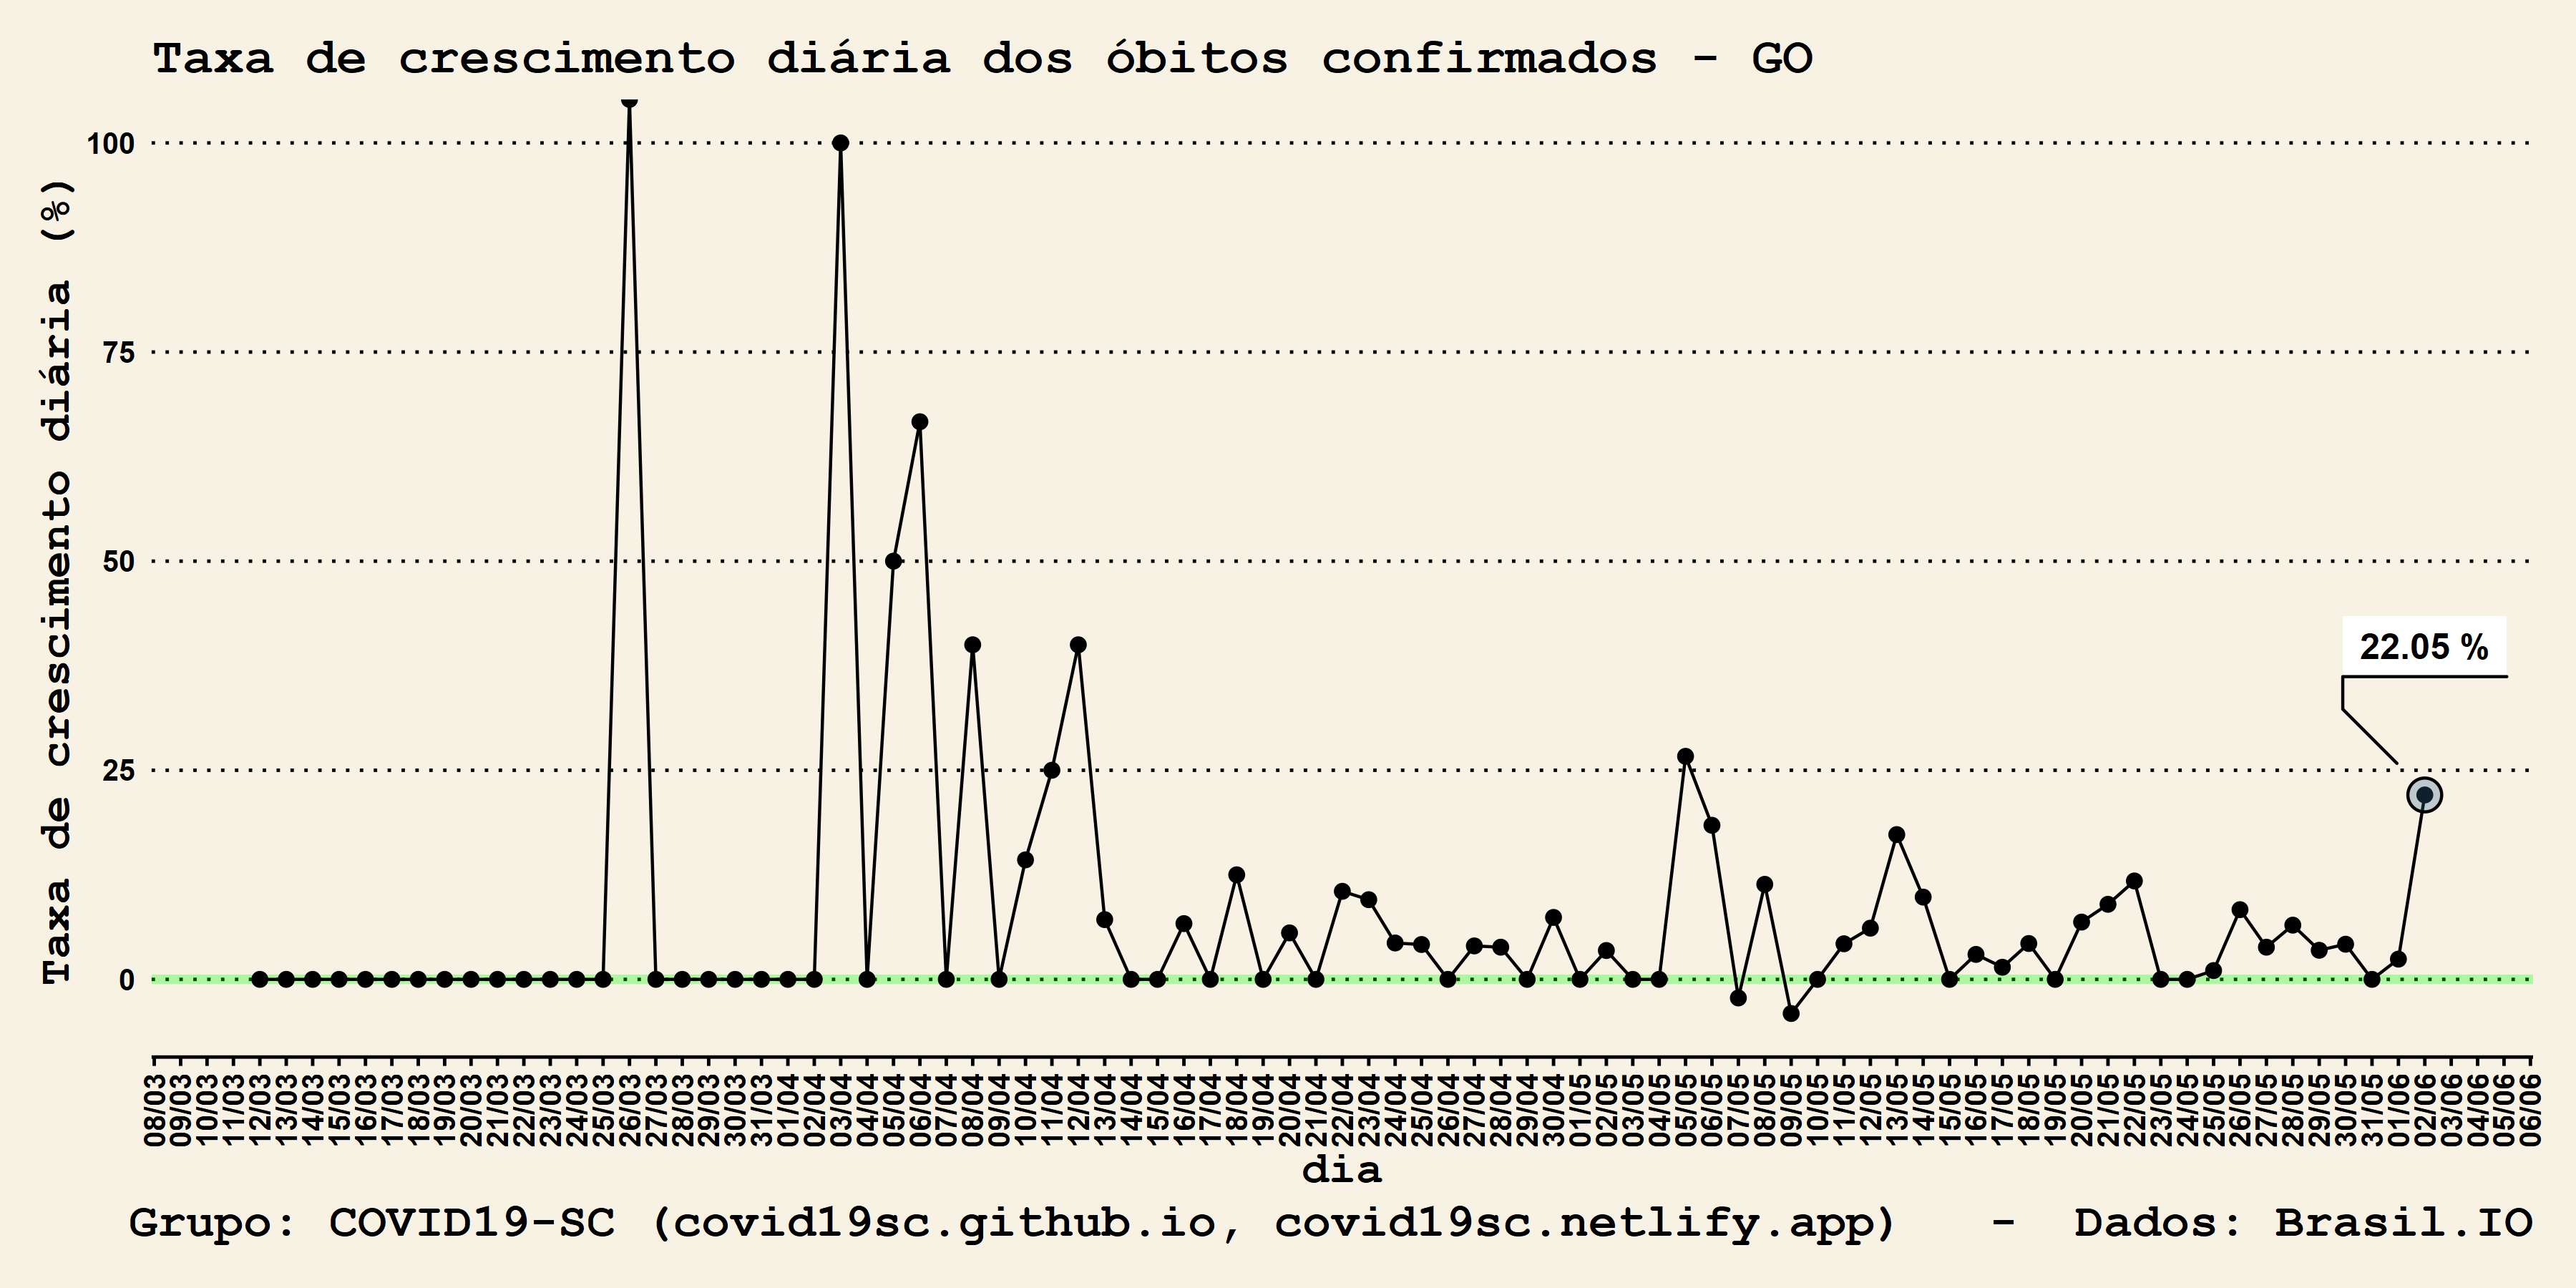 Taxa de crescimento diária dos óbitos confirmados - GO
Taxa de crescimento diária (%)
100
75
50
25
0
22.05 %
08/03 09/03 10/03 11/03 12/03 13/03 14/03 15/03 16/03 17/03 18/03 19/03 20/03 21/03 22/03 23/03 24/03 25/03 26/03 27/03 28/03 29/03 30/03 31/03 01/04 02/04 03/04 04/04 05/04 06/04 07/04 08/04 09/04 10/04 11/04 12/04 13/04 14/04 15/04 16/04 17/04 18/04 19/04 20/04 21/04 22/04 23/04 24/04 25/04 26/04 27/04 28/04 29/04 30/04 01/05 02/05 03/05 04/05 05/05 06/05 07/05 08/05 09/05 10/05 11/05 12/05 13/05 14/05 15/05 16/05 17/05 18/05 19/05 20/05 21/05 22/05 23/05 24/05 25/05 26/05 27/05 28/05 29/05 30/05 31/05 01/06 02/06 03/06 04/06 05/06 06/06
dia
Grupo: COVID19-SC (covid19sc.github.io, covid19sc.netlify.app) - Dados: Brasil.IO